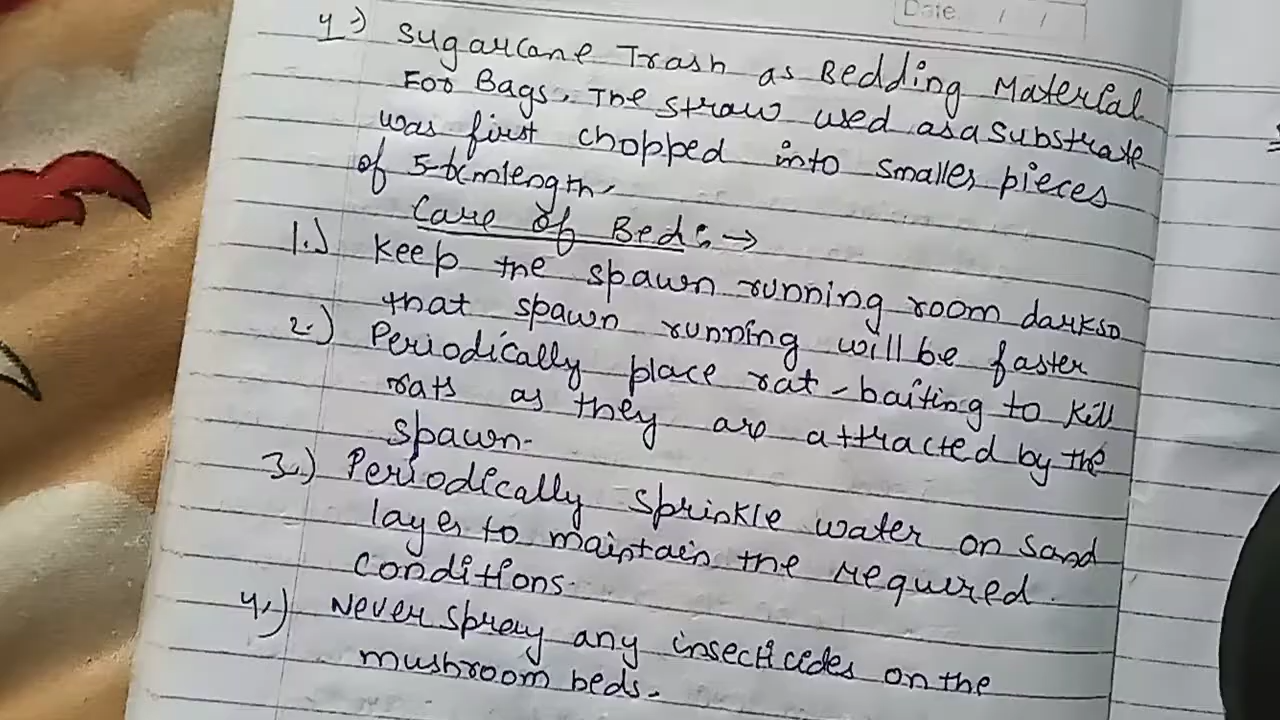 Date / /
4.) Sugarcane Trash as Bedding Material
For Bags. The straw used as a substrate
was first chopped into smaller pieces
of 5-6cm length.
Care of Beds →
1.) Keep the spawn running room dark so
that spawn running will be faster
2.) Periodically place rat-baiting to kill
rats as they are attracted by the
spawn.
3.) Periodically sprinkle water on sand
layer to maintain the required
conditions.
4.) Never spray any insecticides on the
mushroom beds.